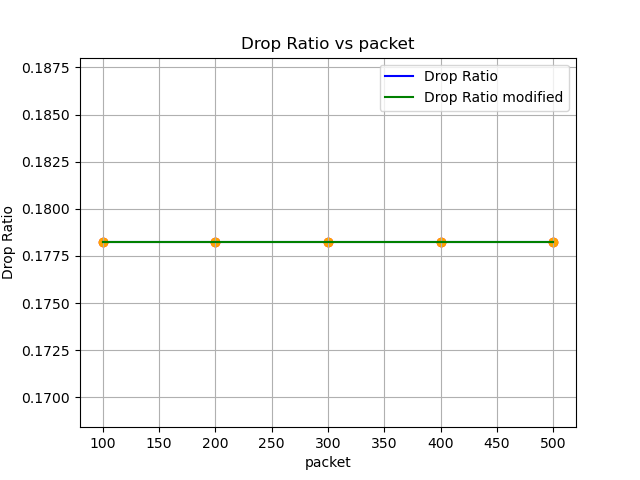 Drop Ratio vs packet
Drop Ratio
Drop Ratio modified
0.1875
0.1850
0.1825
0.1800
0.1775
0.1750
0.1725
0.1700
Drop Ratio
100 150 200 250 300 350 400 450 500
packet